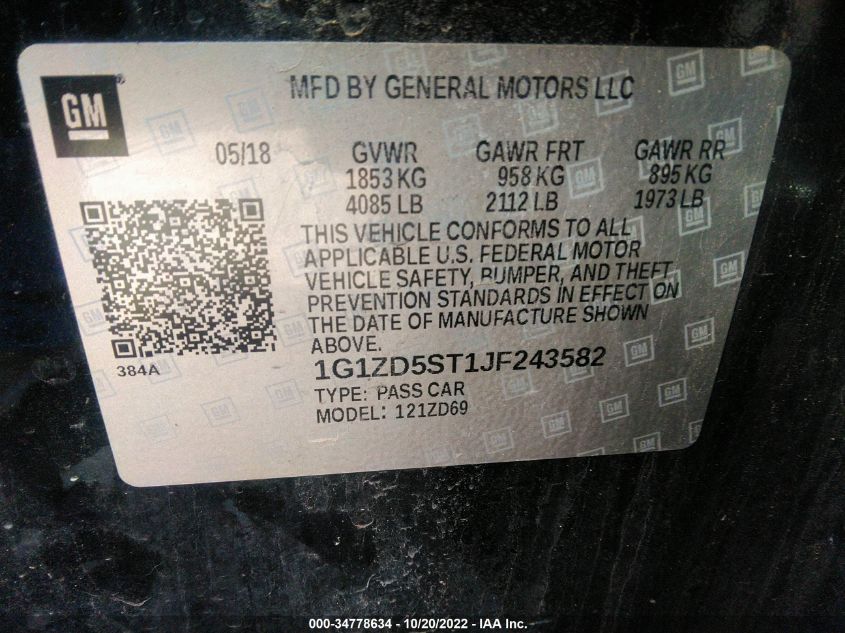 GM
MFD BY GENERAL MOTORS LLC
05/18 GVWR GAWR FRT GAWR RR
1853 KG 958 KG 895 KG
4085 LB 2112 LB 1973 LB
THIS VEHICLE CONFORMS TO ALL
APPLICABLE U.S. FEDERAL MOTOR
VEHICLE SAFETY, BUMPER, AND THEFT
PREVENTION STANDARDS IN EFFECT ON
THE DATE OF MANUFACTURE SHOWN
ABOVE.
384A
1G1ZD5ST1JF243582
TYPE: PASS CAR
MODEL: 121ZD69
000-34778634 - 10/20/2022 - IAA Inc.